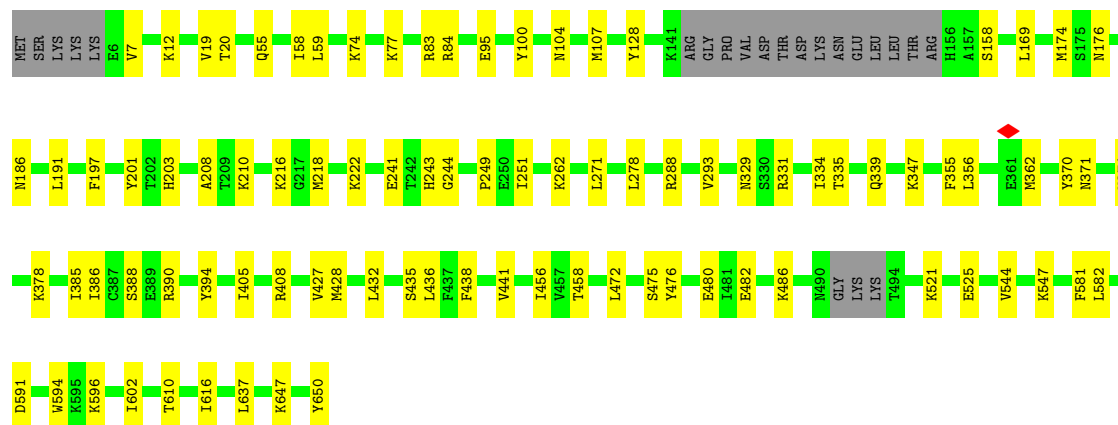 MET SER LYS LYS LYS E6 V7 K12 V19 T20 Q55 I58 L59 K74 K77 R83 R84 E95 Y100 N104 M107 Y128 K141 ARG GLY PRO VAL ASP THR ASP LYS ASN GLU LEU LEU THR ARG H156 A157 S158 L169 M174 S175 N176
N186 L191 F197 Y201 T202 H203 A208 T209 K210 K216 G217 M218 K222 E241 T242 H243 G244 P249 E250 I251 K262 L271 L278 R288 V293 N329 S330 R331 I334 T335 Q339 K347 F355 L356 E361 M362 Y370 N371
K378 I385 I386 C387 S388 E389 R390 Y394 I405 R408 V427 M428 L432 S435 L436 F437 F438 V441 I456 V457 T458 L472 S475 Y476 E480 I481 E482 K486 N490 GLY LYS LYS T494 K521 E525 V544 K547 F581 L582
D591 W594 K595 K596 I602 T610 I616 L637 K647 Y650